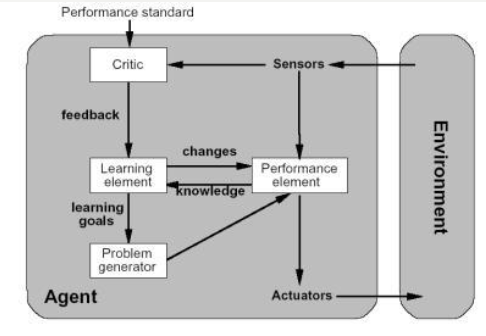 Performance standard
Critic
Sensors
feedback
changes
Learning
element
Performance
element
knowledge
learning
goals
Problem
generator
Agent
Actuators
Environment